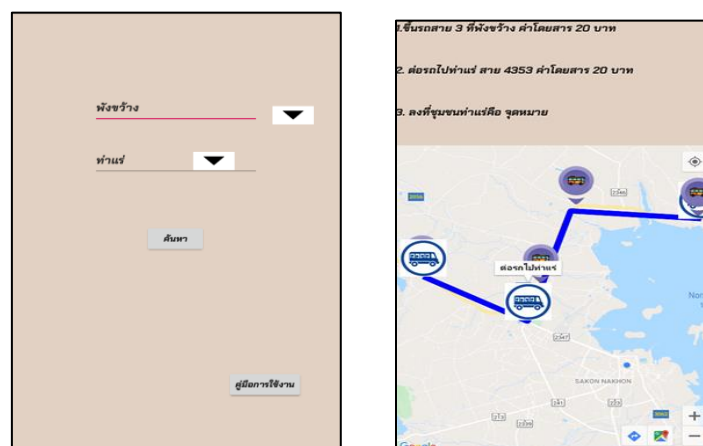 พังขว้าง
ท่าแร่
ค้นหา
คู่มือการใช้งาน
1.ขึ้นรถสาย 3 ที่พังขว้าง ค่าโดยสาร 20 บาท
2. ต่อรถไปท่าแร่ สาย 4353 ค่าโดยสาร 20 บาท
3. ลงที่ชุมชนท่าแร่คือ จุดหมาย
ต่อรถไปท่าแร่
SAKON NAKHON
Google